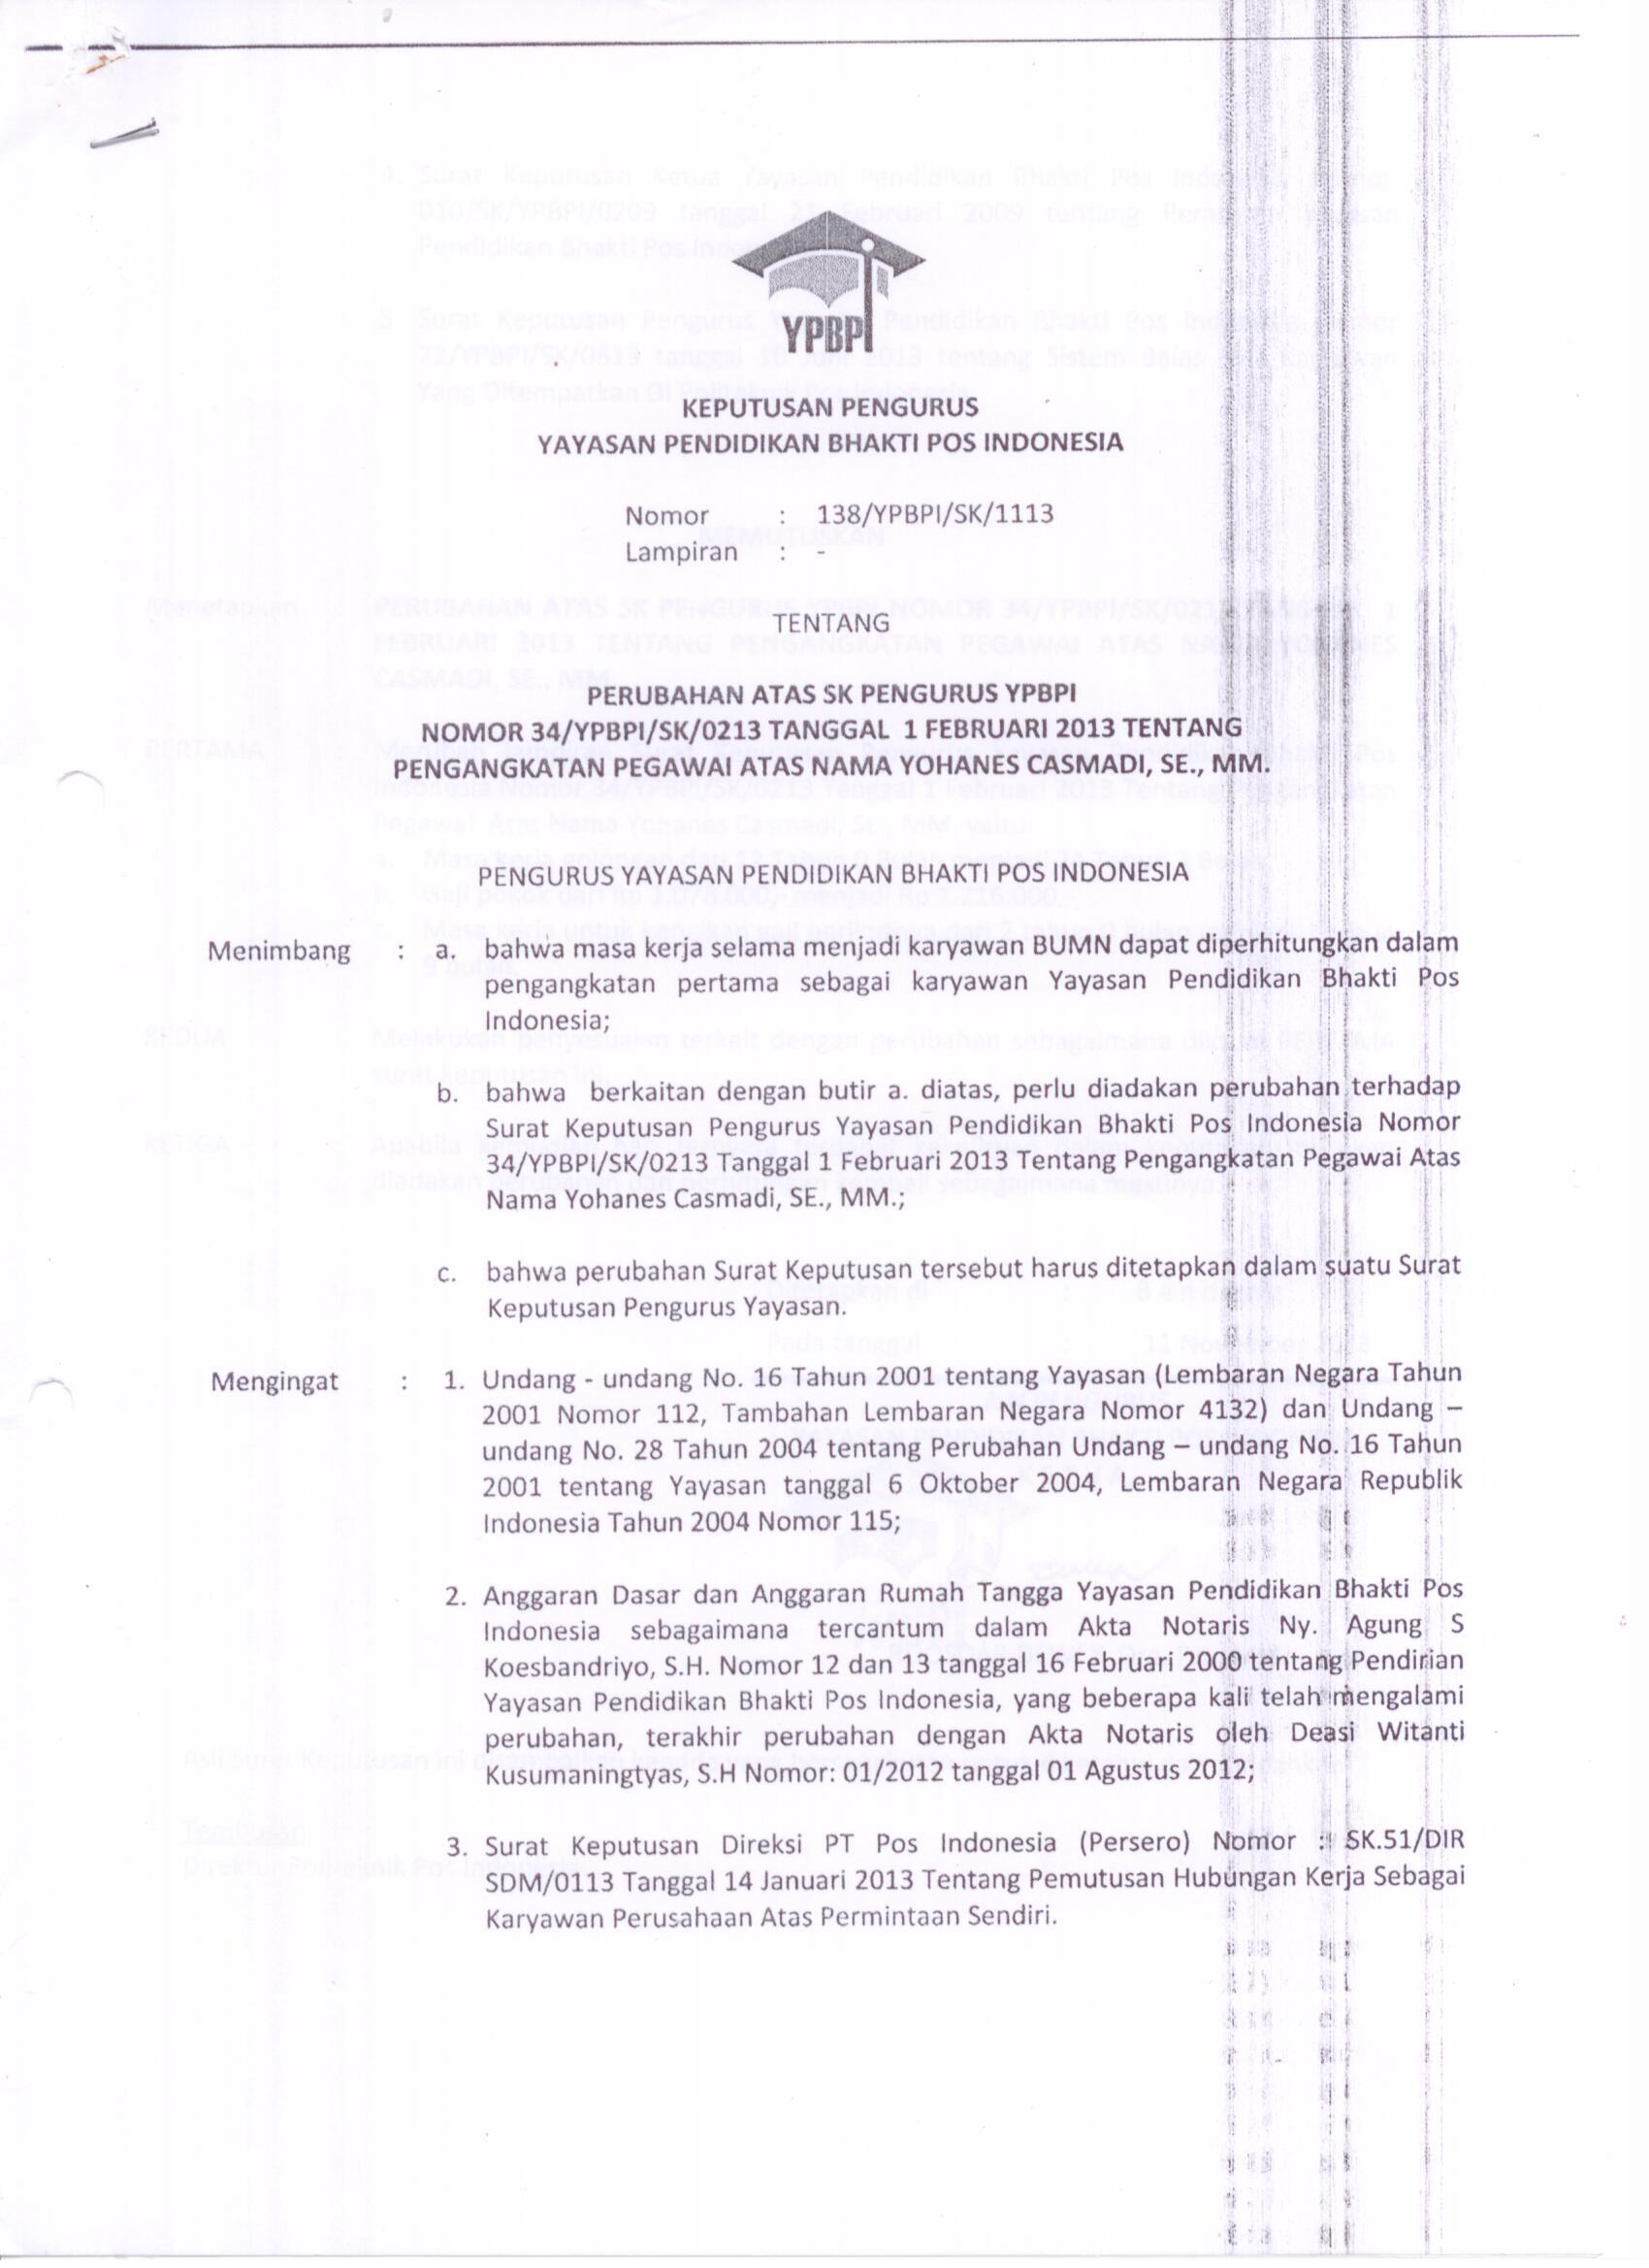 YPBPI
KEPUTUSAN PENGURUS
YAYASAN PENDIDIKAN BHAKTI POS INDONESIA
Nomor : 138/YPBPI/SK/1113
Lampiran : -
TENTANG
PERUBAHAN ATAS SK PENGURUS YPBPI
NOMOR 34/YPBPI/SK/0213 TANGGAL 1 FEBRUARI 2013 TENTANG
PENGANGKATAN PEGAWAI ATAS NAMA YOHANES CASMADI, SE., MM.
PENGURUS YAYASAN PENDIDIKAN BHAKTI POS INDONESIA
Menimbang : a. bahwa masa kerja selama menjadi karyawan BUMN dapat diperhitungkan dalam
pengangkatan pertama sebagai karyawan Yayasan Pendidikan Bhakti Pos
Indonesia;
b. bahwa berkaitan dengan butir a. diatas, perlu diadakan perubahan terhadap
Surat Keputusan Pengurus Yayasan Pendidikan Bhakti Pos Indonesia Nomor
34/YPBPI/SK/0213 Tanggal 1 Februari 2013 Tentang Pengangkatan Pegawai Atas
Nama Yohanes Casmadi, SE., MM.;
c. bahwa perubahan Surat Keputusan tersebut harus ditetapkan dalam suatu Surat
Keputusan Pengurus Yayasan.
Mengingat : 1. Undang - undang No. 16 Tahun 2001 tentang Yayasan (Lembaran Negara Tahun
2001 Nomor 112, Tambahan Lembaran Negara Nomor 4132) dan Undang –
undang No. 28 Tahun 2004 tentang Perubahan Undang – undang No. 16 Tahun
2001 tentang Yayasan tanggal 6 Oktober 2004, Lembaran Negara Republik
Indonesia Tahun 2004 Nomor 115;
2. Anggaran Dasar dan Anggaran Rumah Tangga Yayasan Pendidikan Bhakti Pos
Indonesia sebagaimana tercantum dalam Akta Notaris Ny. Agung S
Koesbandriyo, S.H. Nomor 12 dan 13 tanggal 16 Februari 2000 tentang Pendirian
Yayasan Pendidikan Bhakti Pos Indonesia, yang beberapa kali telah mengalami
perubahan, terakhir perubahan dengan Akta Notaris oleh Deasi Witanti
Kusumaningtyas, S.H Nomor: 01/2012 tanggal 01 Agustus 2012;
3. Surat Keputusan Direksi PT Pos Indonesia (Persero) Nomor : SK.51/DIR
SDM/0113 Tanggal 14 Januari 2013 Tentang Pemutusan Hubungan Kerja Sebagai
Karyawan Perusahaan Atas Permintaan Sendiri.